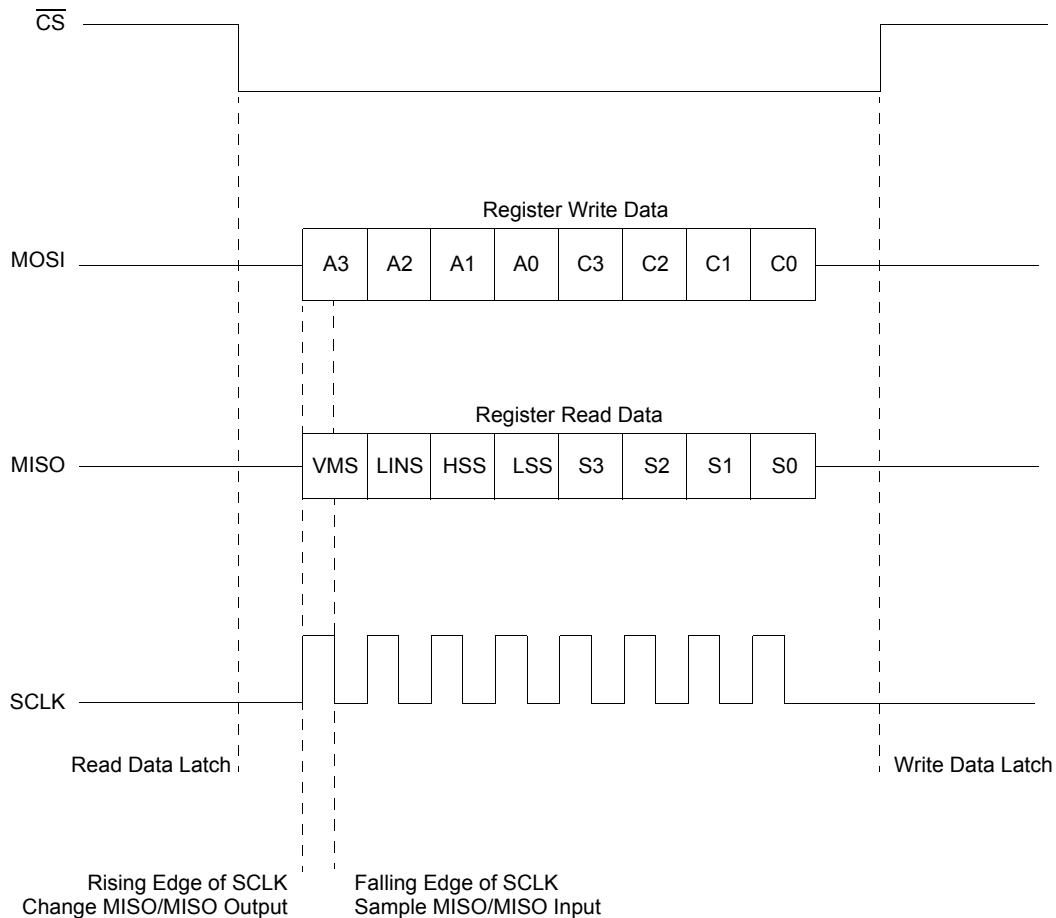 CS
Register Write Data
MOSI
A3 A2 A1 A0 C3 C2 C1 C0
Register Read Data
MISO
VMS LINS HSS LSS S3 S2 S1 S0
SCLK
Read Data Latch
Write Data Latch
Rising Edge of SCLK
Change MISO/MISO Output
Falling Edge of SCLK
Sample MISO/MISO Input